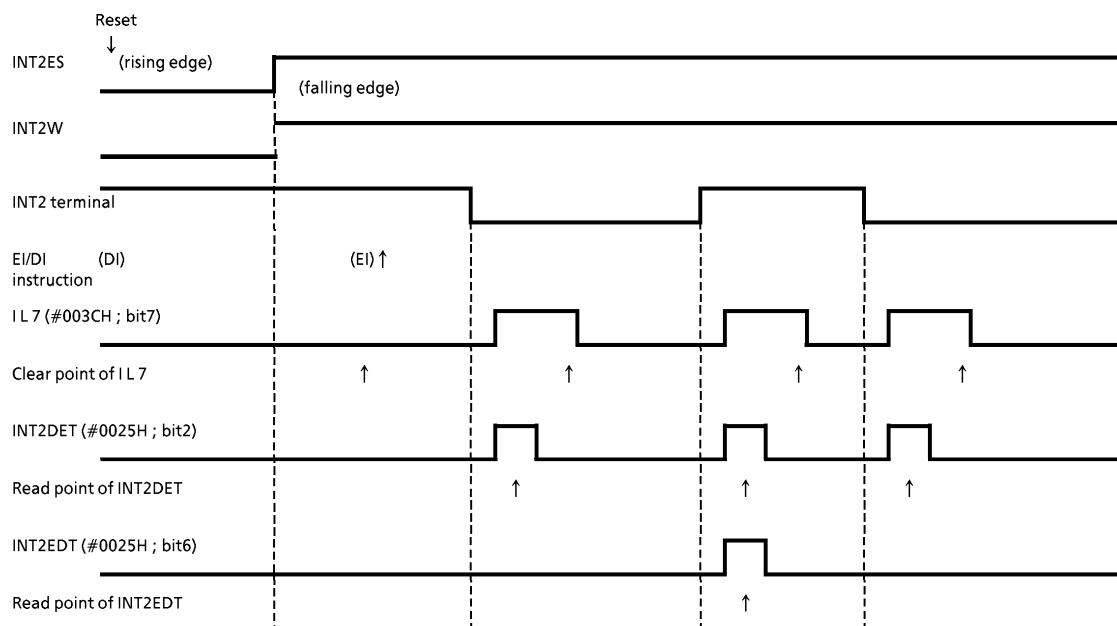 Reset
↓
INT2ES (rising edge)
(falling edge)
INT2W
INT2 terminal
EI/DI (DI) (EI) ↑
instruction
I L 7 (#003CH ; bit7)
Clear point of I L 7 ↑ ↑ ↑ ↑
INT2DET (#0025H ; bit2)
Read point of INT2DET ↑ ↑ ↑
INT2EDT (#0025H ; bit6)
Read point of INT2EDT ↑